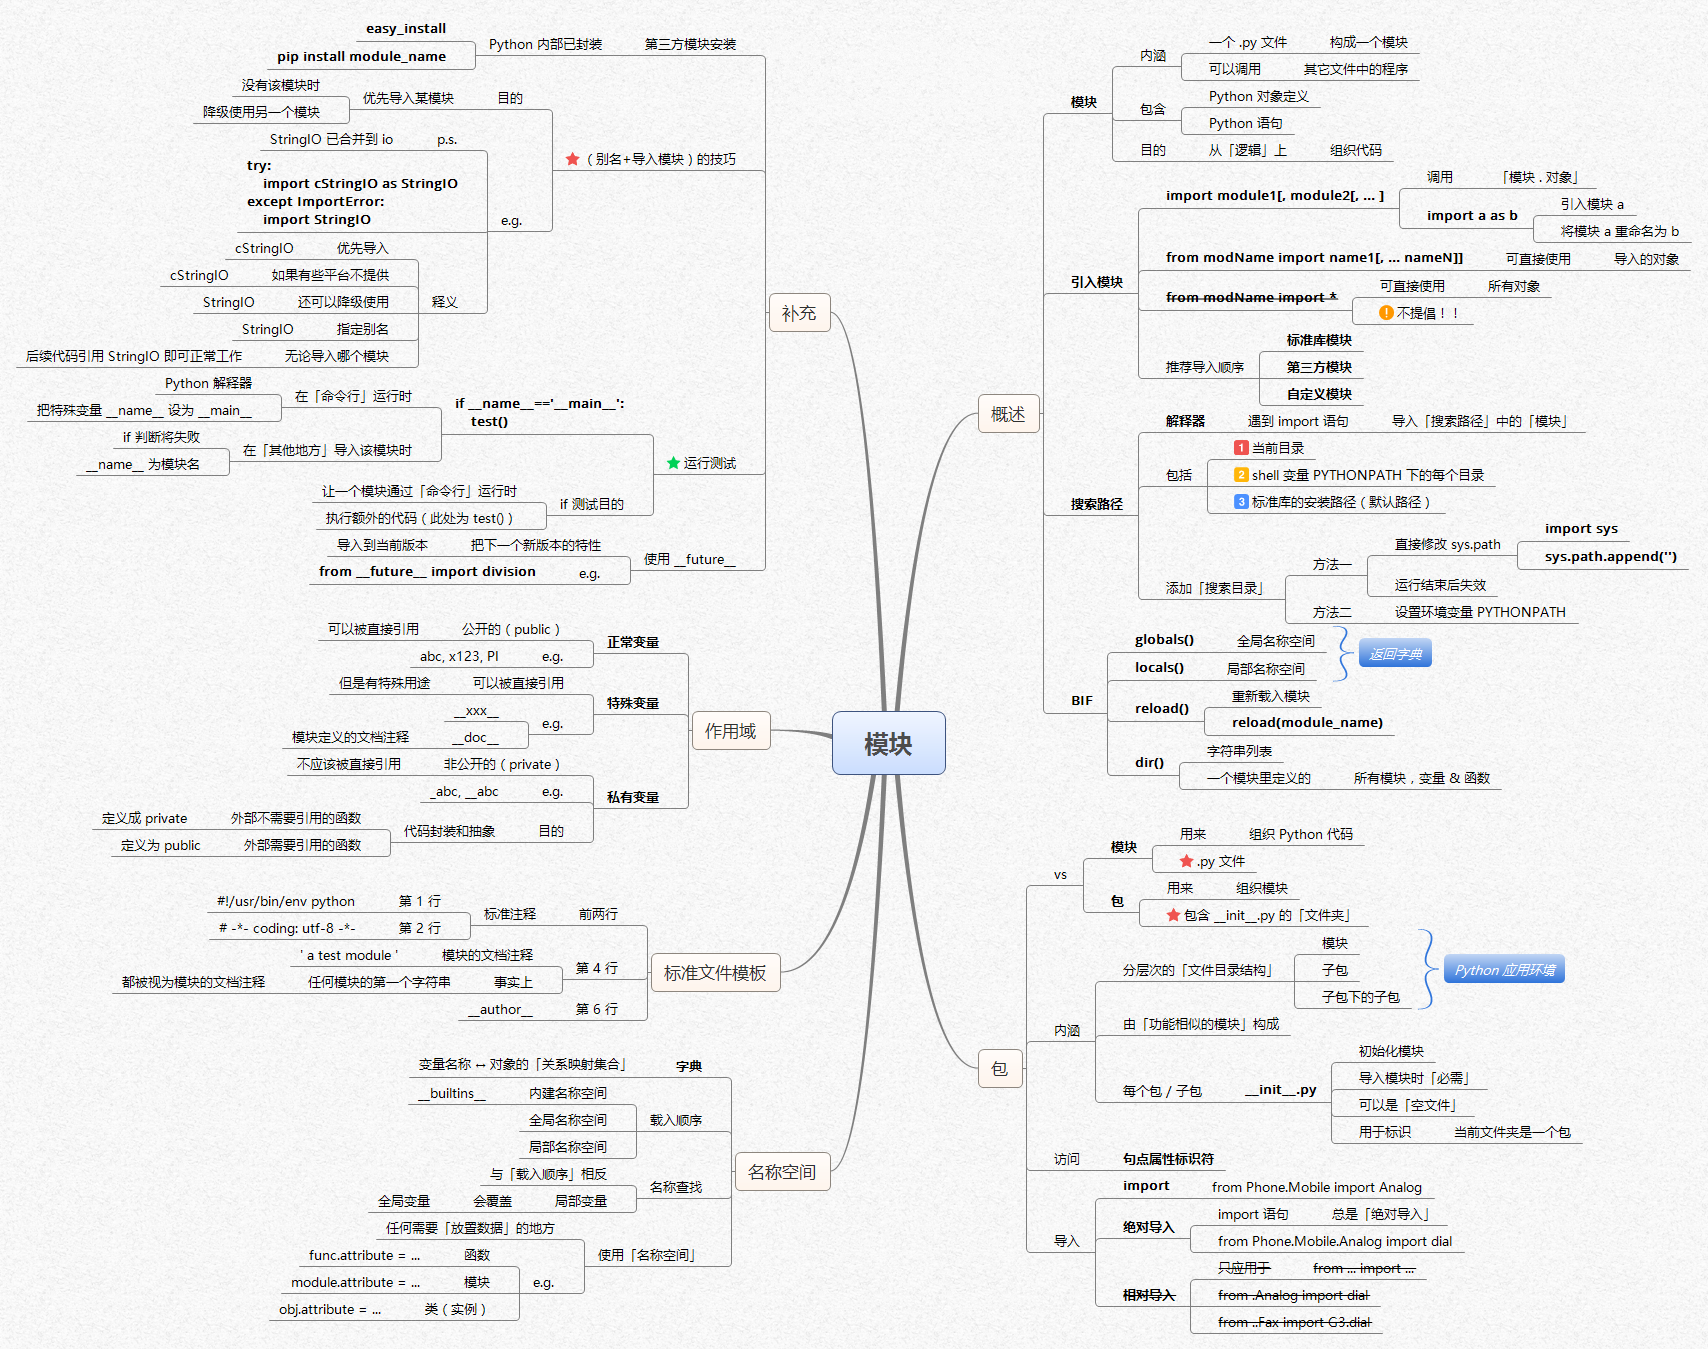 模块
概述
模块
内涵
一个 .py 文件
构成一个模块
可以调用
其它文件中的程序
包含
Python 对象定义
Python 语句
目的
从「逻辑」上
组织代码
引入模块
import module1[, module2[, ... ]
调用
「模块 . 对象」
import a as b
引入模块 a
将模块 a 重命名为 b
from modName import name1[, ... nameN]]
可直接使用
导入的对象
from modName import *
可直接使用
所有对象
不提倡！！
推荐导入顺序
标准库模块
第三方模块
自定义模块
搜索路径
解释器
遇到 import 语句
导入「搜索路径」中的「模块」
包括
1 当前目录
2 shell 变量 PYTHONPATH 下的每个目录
3 标准库的安装路径（默认路径）
添加「搜索目录」
方法一
直接修改 sys.path
import sys
sys.path.append('')
运行结束后失效
方法二
设置环境变量 PYTHONPATH
BIF
globals()
全局名称空间
locals()
局部名称空间
返回字典
reload()
重新载入模块
reload(module_name)
dir()
字符串列表
一个模块里定义的
所有模块，变量 & 函数
包
vs
模块
用来
组织 Python 代码
.py 文件
包
用来
组织模块
包含 __init__.py 的「文件夹」
内涵
分层次的「文件目录结构」
模块
子包
子包下的子包
Python 应用环境
由「功能相似的模块」构成
每个包 / 子包
__init__.py
初始化模块
导入模块时「必需」
可以是「空文件」
用于标识
当前文件夹是一个包
访问
句点属性标识符
导入
import
from Phone.Mobile import Analog
绝对导入
import 语句
总是「绝对导入」
from Phone.Mobile.Analog import dial
相对导入
只应用于
from ... import ...
from .Analog import dial
from ..Fax import G3.dial
补充
第三方模块安装
Python 内部已封装
easy_install
pip install module_name
（别名+导入模块）的技巧
目的
优先导入某模块
没有该模块时
降级使用另一个模块
e.g.
p.s.
StringIO 已合并到 io
try:
import cStringIO as StringIO
except ImportError:
import StringIO
释义
优先导入
cStringIO
如果有些平台不提供
cStringIO
还可以降级使用
StringIO
指定别名
StringIO
无论导入哪个模块
后续代码引用 StringIO 即可正常工作
运行测试
if __name__=='__main__':
test()
在「命令行」运行时
Python 解释器
把特殊变量 __name__ 设为 __main__
在「其他地方」导入该模块时
if 判断将失败
__name__ 为模块名
if 测试目的
让一个模块通过「命令行」运行时
执行额外的代码（此处为 test()）
使用 __future__
把下一个新版本的特性
导入到当前版本
e.g.
from __future__ import division
作用域
正常变量
公开的（public）
可以被直接引用
e.g.
abc, x123, PI
特殊变量
可以被直接引用
但是有特殊用途
e.g.
__xxx__
__doc__
模块定义的文档注释
私有变量
非公开的（private）
不应该被直接引用
e.g.
_abc, __abc
目的
代码封装和抽象
外部不需要引用的函数
定义成 private
外部需要引用的函数
定义为 public
标准文件模板
前两行
标准注释
第 1 行
#!/usr/bin/env python
第 2 行
# -*- coding: utf-8 -*-
第 4 行
模块的文档注释
' a test module '
事实上
任何模块的第一个字符串
都被视为模块的文档注释
第 6 行
__author__
名称空间
字典
变量名称 ↔ 对象的「关系映射集合」
载入顺序
内建名称空间
__builtins__
全局名称空间
局部名称空间
名称查找
与「载入顺序」相反
局部变量
会覆盖
全局变量
使用「名称空间」
任何需要「放置数据」的地方
e.g.
函数
func.attribute = ...
模块
module.attribute = ...
类（实例）
obj.attribute = ...